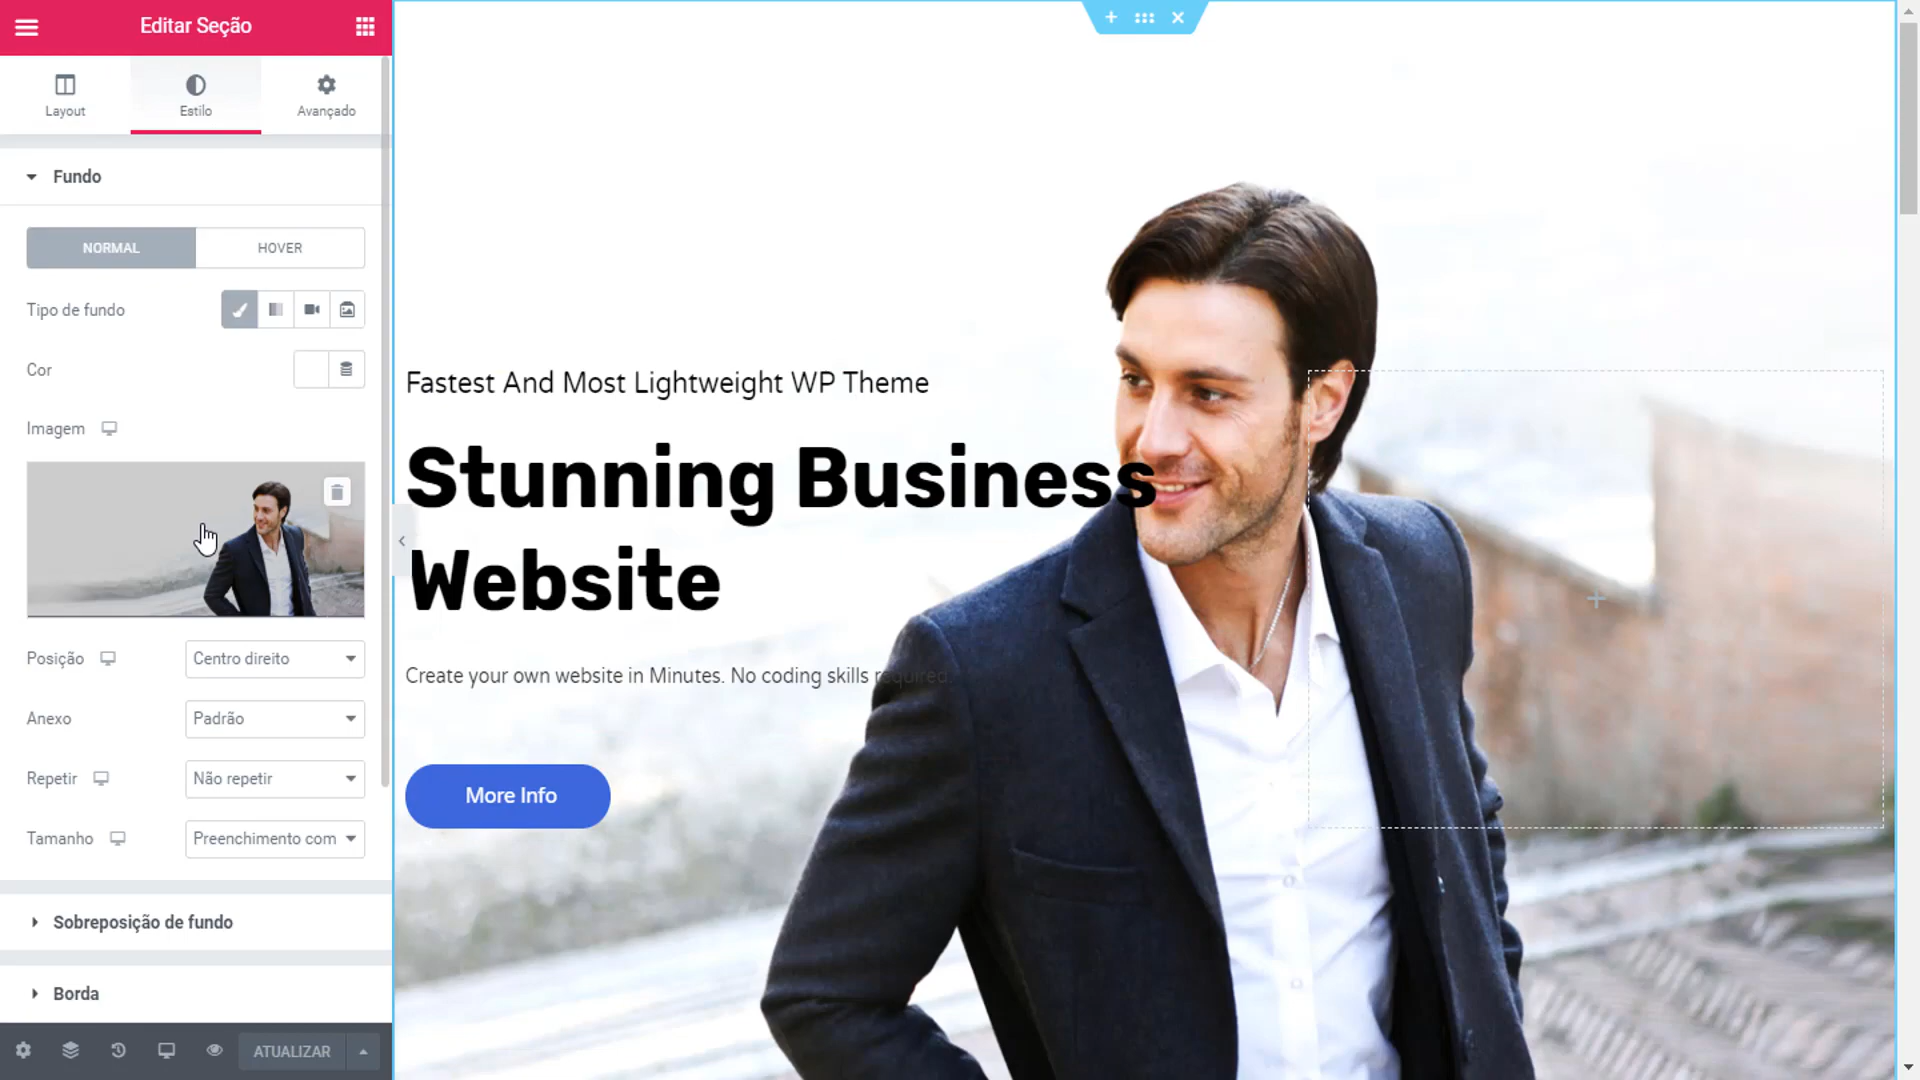 Editar Seção
Layout
Estilo
Avançado
Fundo
NORMAL
HOVER
Tipo de fundo
Cor
Imagem
Posição
Centro direito
Anexo
Padrão
Repetir
Não repetir
Tamanho
Preenchimento com
Sobreposição de fundo
Borda
ATUALIZAR
Fastest And Most Lightweight WP Theme
Stunning Business
Website
Create your own website in Minutes. No coding skills required.
More Info